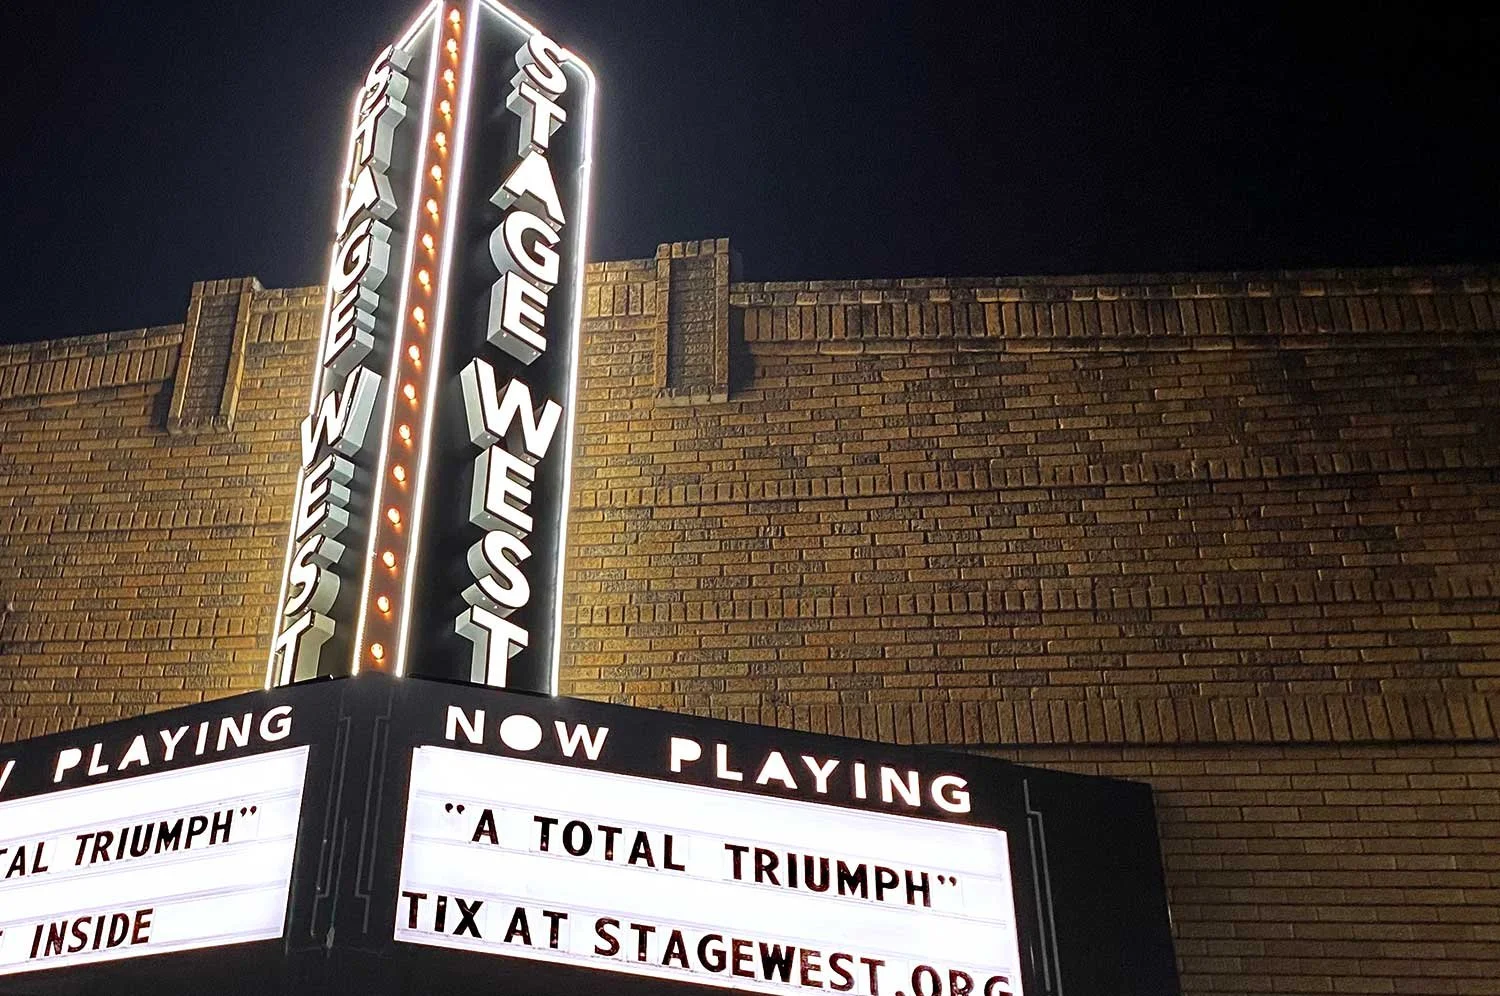 STAGE WEST
STAGE WEST
PLAYING
TRIUMPH"
INSIDE
NOW PLAYING
"A TOTAL TRIUMPH"
TIX AT STAGEWEST.ORG